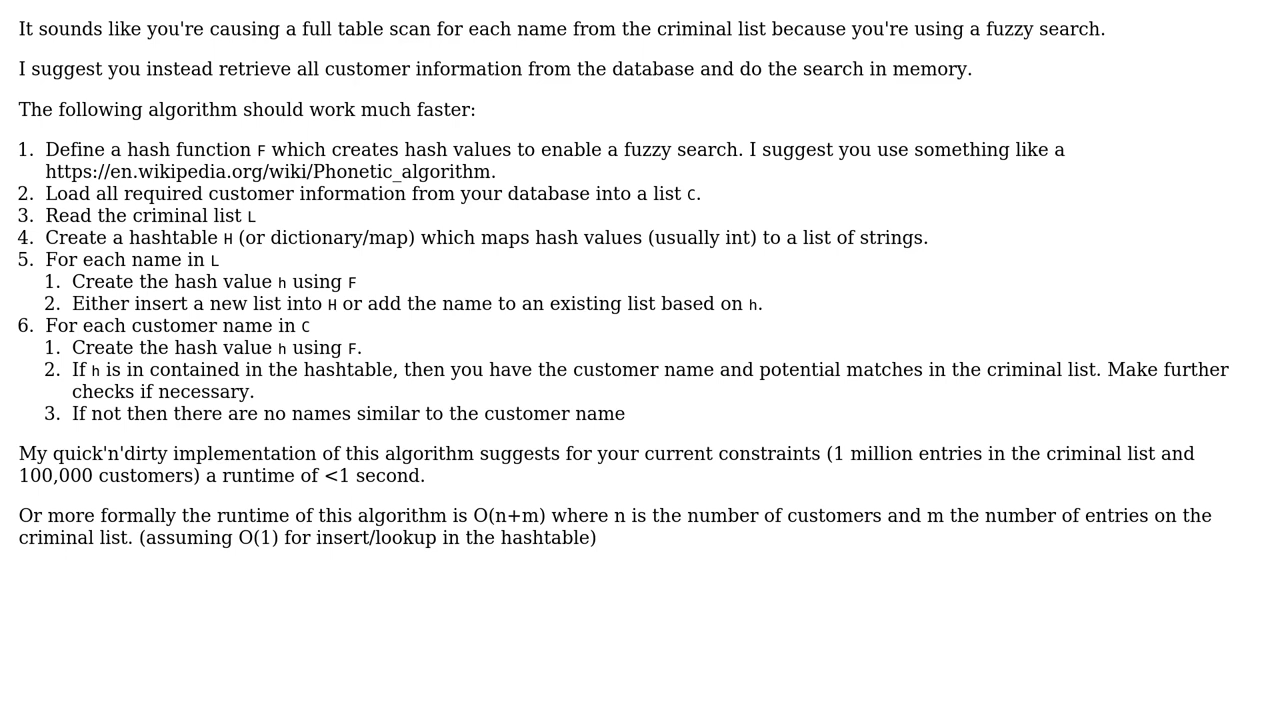 It sounds like you're causing a full table scan for each name from the criminal list because you're using a fuzzy search.
I suggest you instead retrieve all customer information from the database and do the search in memory.
The following algorithm should work much faster:
1. Define a hash function F which creates hash values to enable a fuzzy search. I suggest you use something like a
https://en.wikipedia.org/wiki/Phonetic_algorithm.
2. Load all required customer information from your database into a list C.
3. Read the criminal list L
4. Create a hashtable H (or dictionary/map) which maps hash values (usually int) to a list of strings.
5. For each name in L
1. Create the hash value h using F
2. Either insert a new list into H or add the name to an existing list based on h.
6. For each customer name in C
1. Create the hash value h using F.
2. If h is in contained in the hashtable, then you have the customer name and potential matches in the criminal list. Make further
checks if necessary.
3. If not then there are no names similar to the customer name
My quick'n'dirty implementation of this algorithm suggests for your current constraints (1 million entries in the criminal list and
100,000 customers) a runtime of <1 second.
Or more formally the runtime of this algorithm is O(n+m) where n is the number of customers and m the number of entries on the
criminal list. (assuming O(1) for insert/lookup in the hashtable)